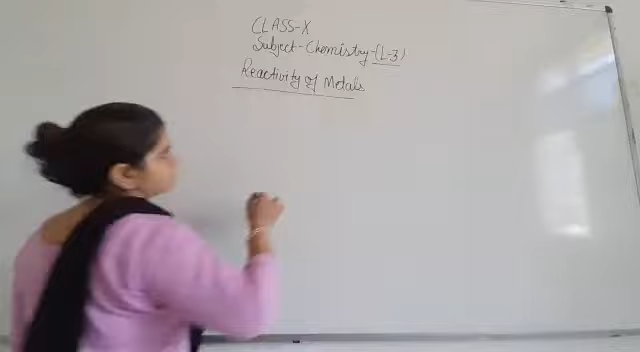 CLASS-X
Subject-Chemistry-(L-3)
Reactivity of Metals